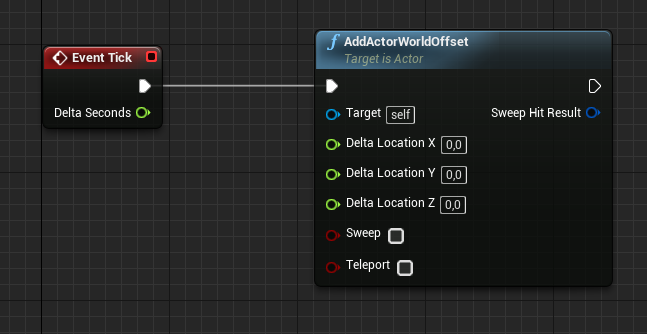 Event Tick
Delta Seconds
AddActorWorldOffset
Target is Actor
Target self
Sweep Hit Result
Delta Location X 0,0
Delta Location Y 0,0
Delta Location Z 0,0
Sweep
Teleport